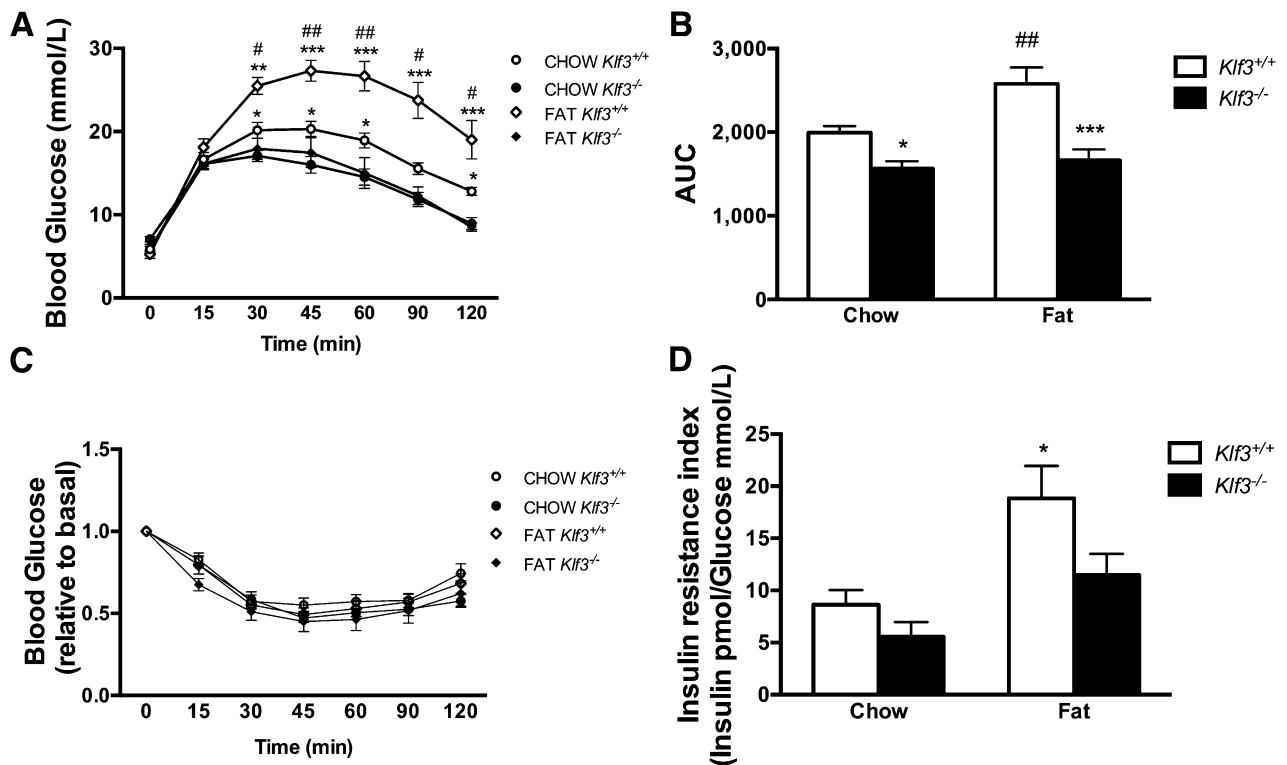 A
Blood Glucose (mmol/L)
30
20
10
0
# ## ## # #
** *** *** *** ***
* * * *
0 15 30 45 60 90 120
Time (min)
CHOW Klf3+/+
CHOW Klf3-/-
FAT Klf3+/+
FAT Klf3-/-
B
AUC
3,000
2,000
1,000
0
* ## ***
Chow Fat
Klf3+/+
Klf3-/-
C
Blood Glucose
(relative to basal)
1.5
1.0
0.5
0.0
0 15 30 45 60 90 120
Time (min)
CHOW Klf3+/+
CHOW Klf3-/-
FAT Klf3+/+
FAT Klf3-/-
D
Insulin resistance index
(Insulin pmol/Glucose mmol/L)
25
20
15
10
5
0
*
Chow Fat
Klf3+/+
Klf3-/-